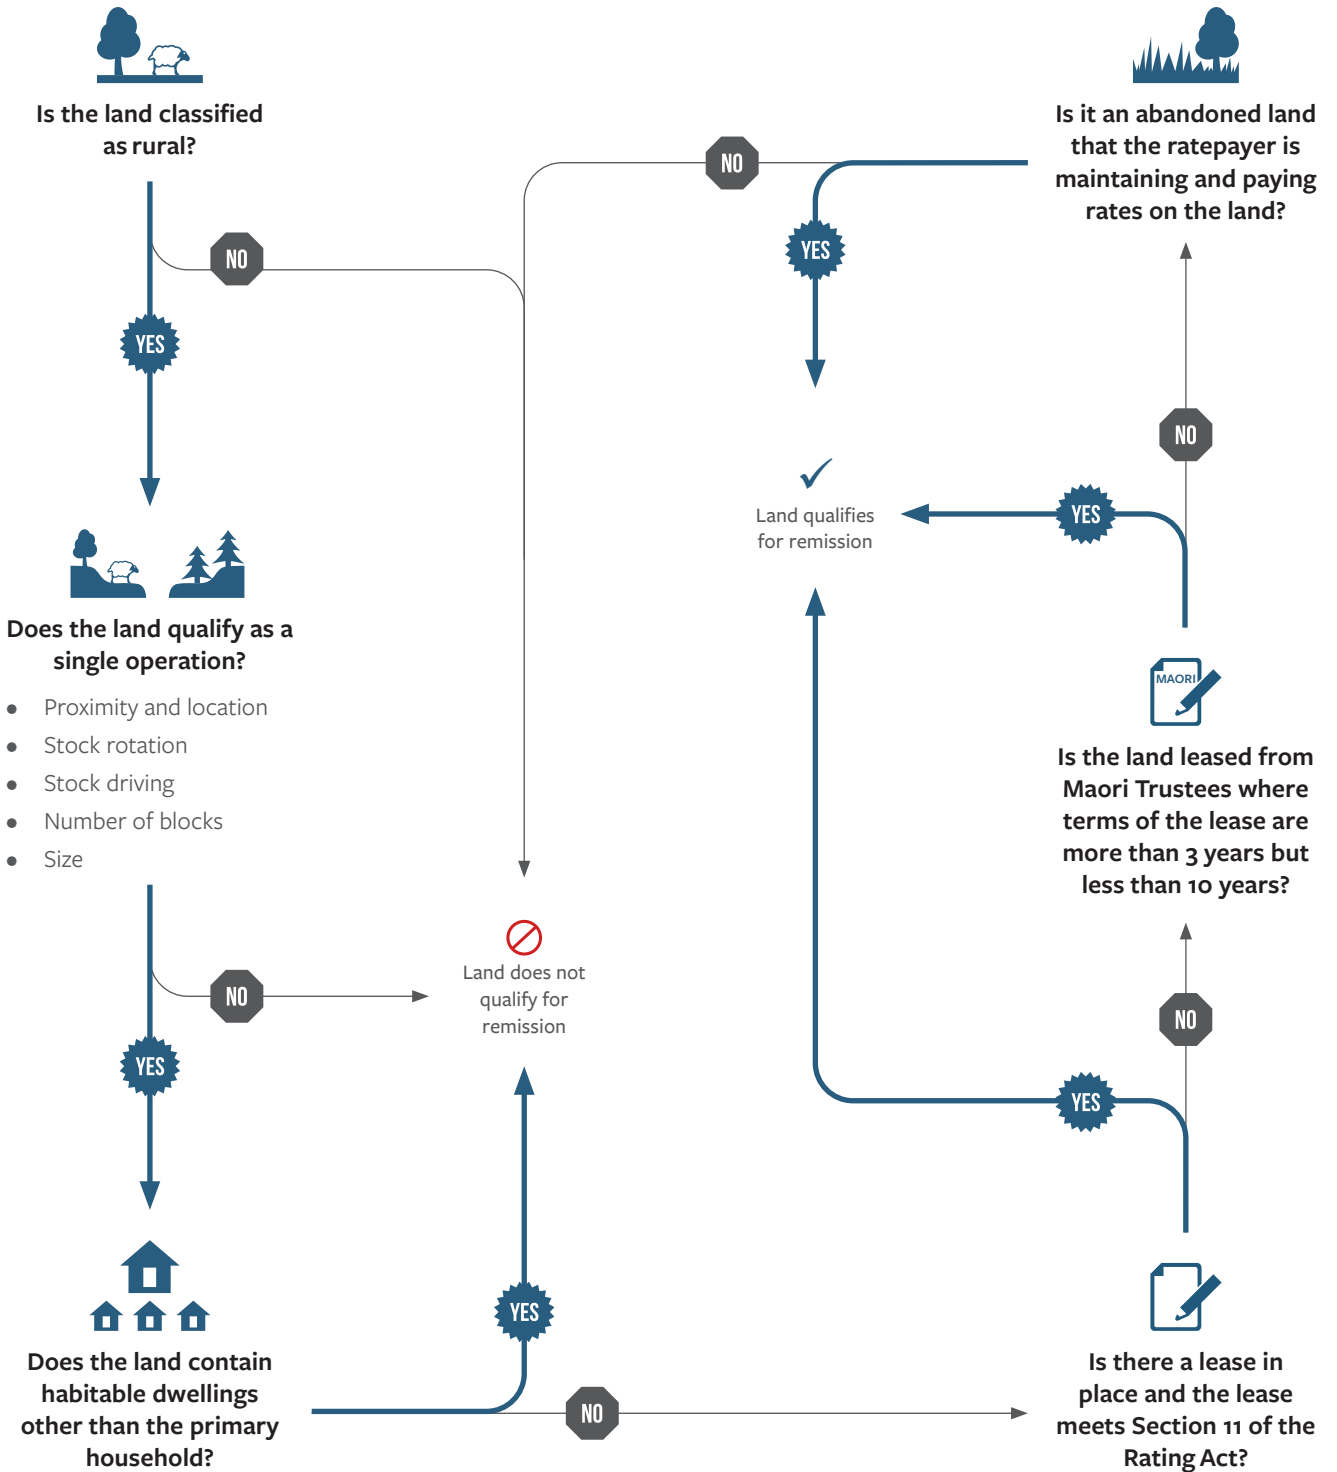 Is the land classified
as rural?
NO
YES
Does the land qualify as a
single operation?
• Proximity and location
• Stock rotation
• Stock driving
• Number of blocks
• Size
NO
YES
Does the land contain
habitable dwellings
other than the primary
household?
YES
NO
Land does not
qualify for
remission
Is there a lease in
place and the lease
meets Section 11 of the
Rating Act?
YES
NO
MAORI
Is the land leased from
Maori Trustees where
terms of the lease are
more than 3 years but
less than 10 years?
YES
NO
Is it an abandoned land
that the ratepayer is
maintaining and paying
rates on the land?
NO
YES
Land qualifies
for remission